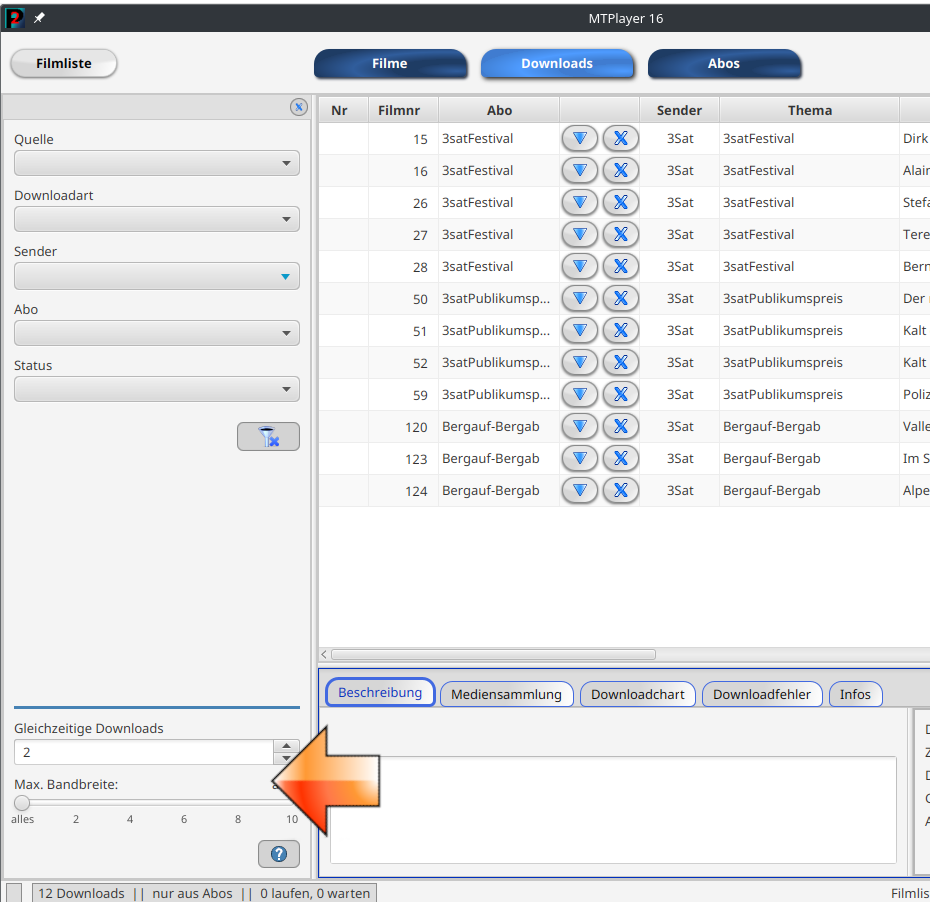 MTPlayer 16
Filmliste
Filme
Downloads
Abos
Quelle
Downloadart
Sender
Abo
Status
Nr Filmnr Abo Sender Thema
15 3satFestival 3Sat 3satFestival Dirk
16 3satFestival 3Sat 3satFestival Alain
26 3satFestival 3Sat 3satFestival Stefa
27 3satFestival 3Sat 3satFestival Tere
28 3satFestival 3Sat 3satFestival Bern
50 3satPublikumsp... 3Sat 3satPublikumspreis Der
51 3satPublikumsp... 3Sat 3satPublikumspreis Kalt
52 3satPublikumsp... 3Sat 3satPublikumspreis Kalt
59 3satPublikumsp... 3Sat 3satPublikumspreis Poliz
120 Bergauf-Bergab 3Sat Bergauf-Bergab Valle
123 Bergauf-Bergab 3Sat Bergauf-Bergab Im S
124 Bergauf-Bergab 3Sat Bergauf-Bergab Alpe
Gleichzeitige Downloads
2
Max. Bandbreite:
alles 2 4 6 8 10
Beschreibung Mediensammlung Downloadchart Downloadfehler Infos
12 Downloads || nur aus Abos || 0 laufen, 0 warten
Filmlis